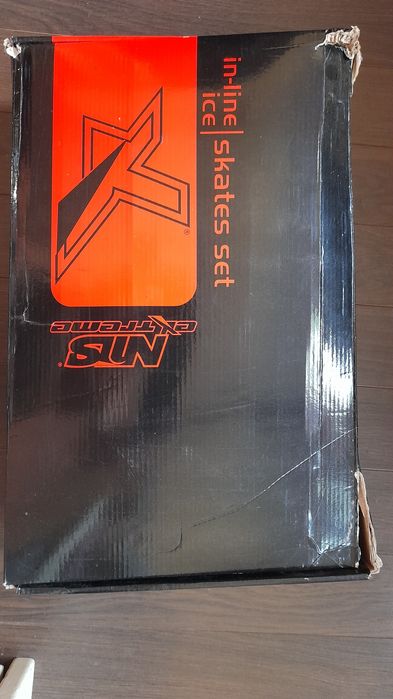 in-line | skates set
ice |
®
NILS®
eXtreme